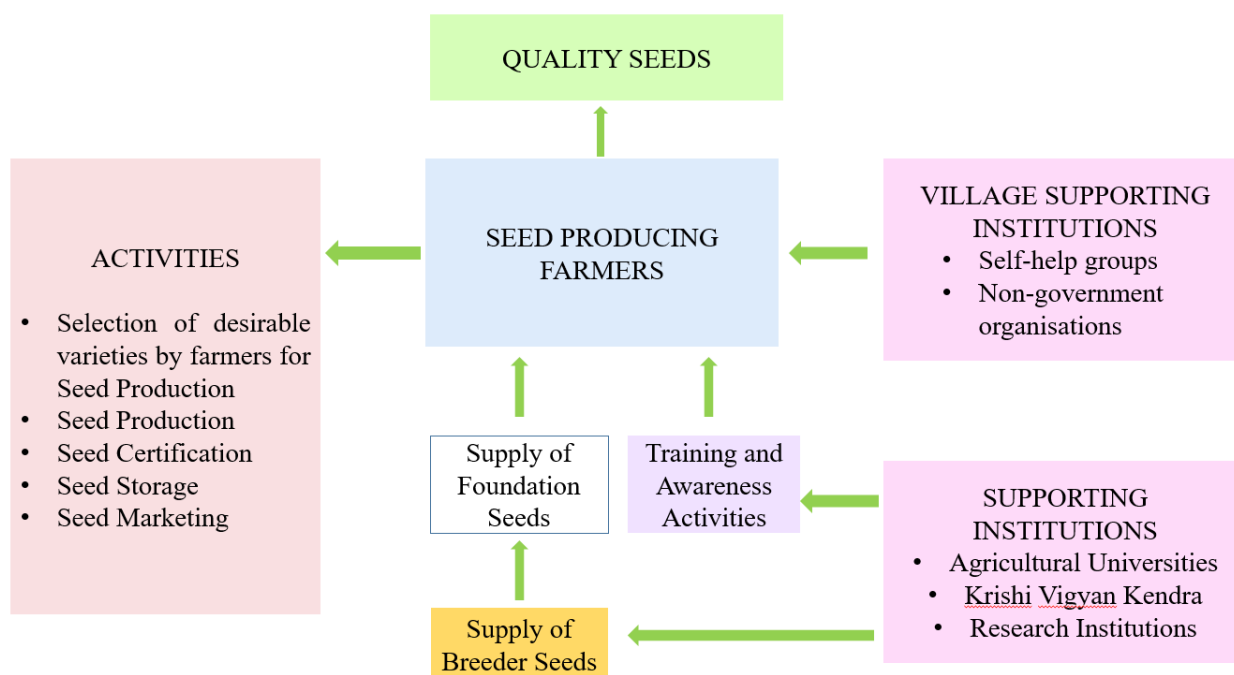 QUALITY SEEDS
ACTIVITIES
• Selection of desirable
varieties by farmers for
Seed Production
• Seed Production
• Seed Certification
• Seed Storage
• Seed Marketing
SEED PRODUCING
FARMERS
VILLAGE SUPPORTING
INSTITUTIONS
• Self-help groups
• Non-government
organisations
Supply of
Foundation
Seeds
Training and
Awareness
Activities
SUPPORTING
INSTITUTIONS
• Agricultural Universities
• Krishi Vigyan Kendra
• Research Institutions
Supply of
Breeder Seeds